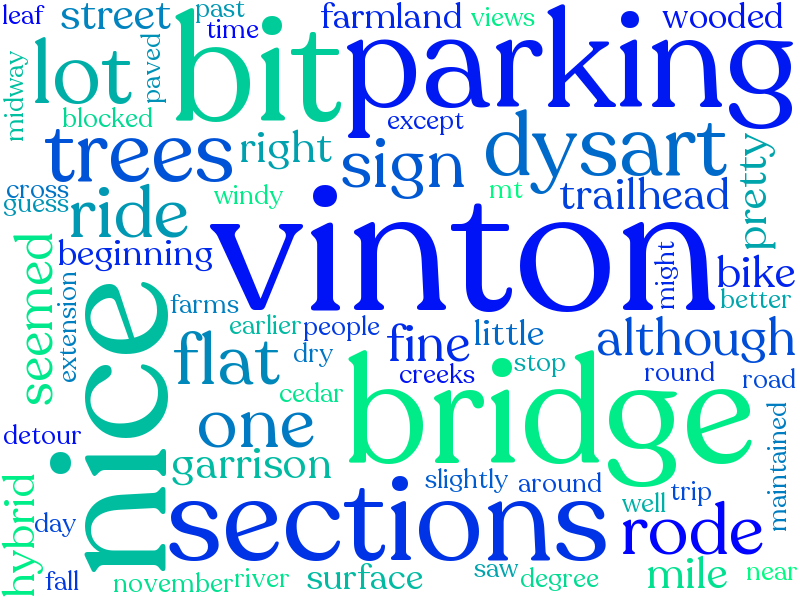 leaf
street
past
time
farmland
views
wooded
midway
lot
paved
bit
parking
blocked
except
trees
right
sign
dysart
pretty
cross
guess
ride
windy
mt
trailhead
vinton
beginning
seemed
extension
nice
farms
might
bike
better
earlier
people
fine
little
although
flat
dry
creeks
stop
round
road
cedar
bridge
one
detour
garrison
maintained
hybrid
sections
slightly
around
well
trip
rode
day
fall
november
river
surface
saw
degree
mile
near